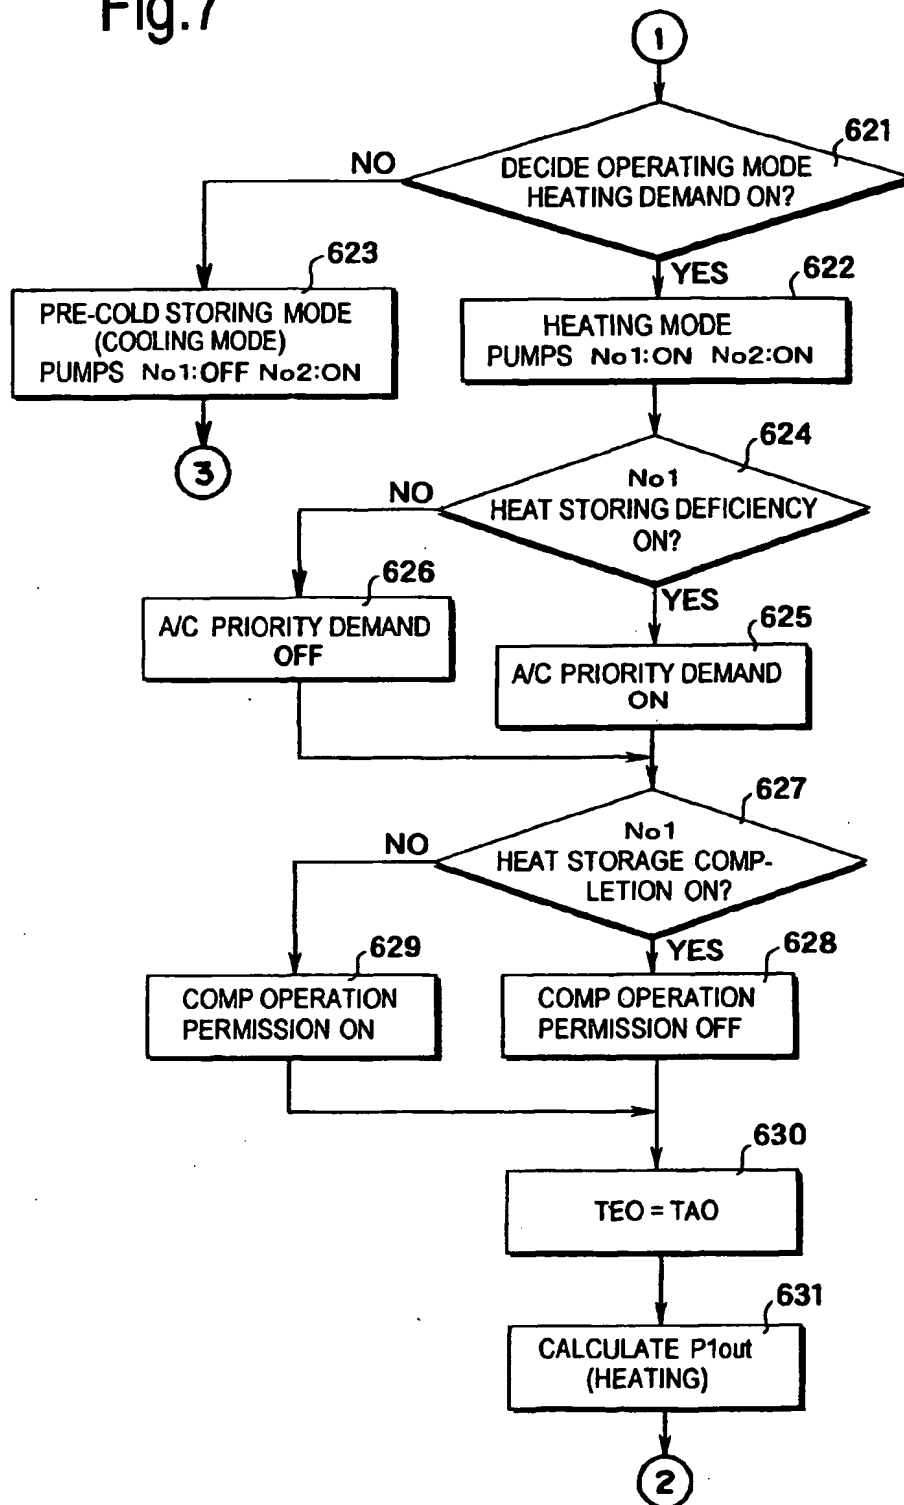 Fig.7
1
621
DECIDE OPERATING MODE
HEATING DEMAND ON?
NO
YES
623
PRE-COLD STORING MODE
(COOLING MODE)
PUMPS No1:OFF No2:ON
3
622
HEATING MODE
PUMPS No1:ON No2:ON
624
No1
HEAT STORING DEFICIENCY
ON?
NO
YES
626
A/C PRIORITY DEMAND
OFF
625
A/C PRIORITY DEMAND
ON
627
No1
HEAT STORAGE COMP-
LETION ON?
NO
YES
629
COMP OPERATION
PERMISSION ON
628
COMP OPERATION
PERMISSION OFF
630
TEO = TAO
631
CALCULATE P1out
(HEATING)
2